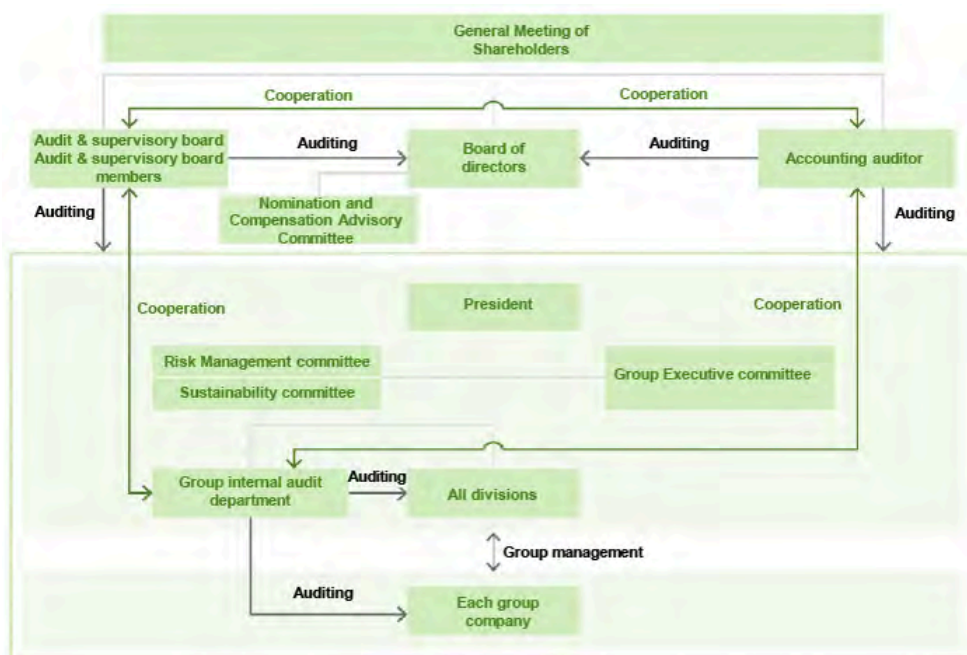 General Meeting of
Shareholders
Cooperation
Cooperation
Audit & supervisory board
Audit & supervisory board
members
Auditing
Board of
directors
Auditing
Accounting auditor
Auditing
Nomination and
Compensation Advisory
Committee
Auditing
Cooperation
President
Cooperation
Risk Management committee
Sustainability committee
Group Executive committee
Group internal audit
department
Auditing
All divisions
Group management
Auditing
Each group
company